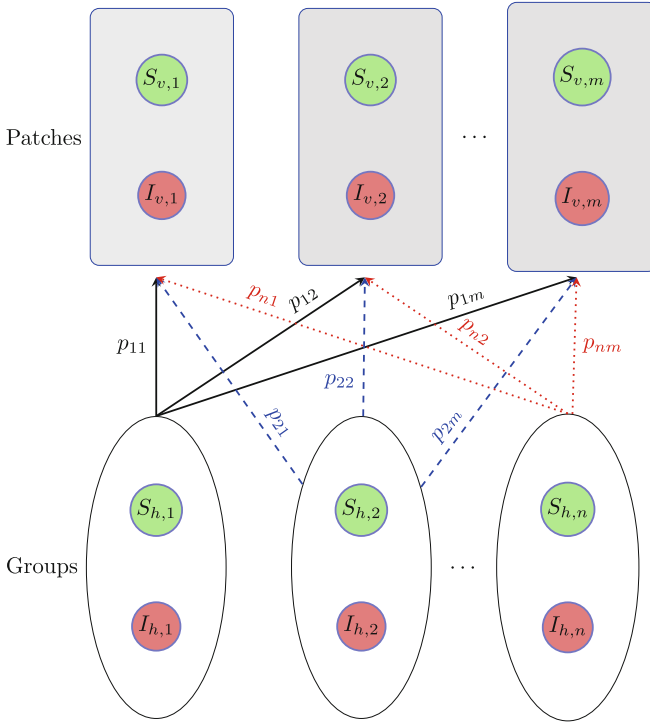 S_{v,1} S_{v,2} S_{v,m}
Patches ...
I_{v,1} I_{v,2} I_{v,m}
p_{n1} p_{12} p_{1m}
p_{11} p_{n2} p_{nm}
p_{22}
p_{21} p_{2m}
S_{h,1} S_{h,2} S_{h,n}
Groups ...
I_{h,1} I_{h,2} I_{h,n}